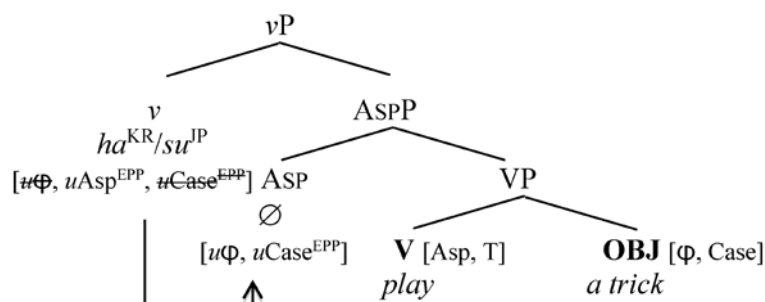 vP
v ASPP
ha^KR/su^JP
[uφ, uAsp^EPP, uCase^EPP] ASP VP
∅
[uφ, uCase^EPP] V [Asp, T] OBJ [φ, Case]
play a trick